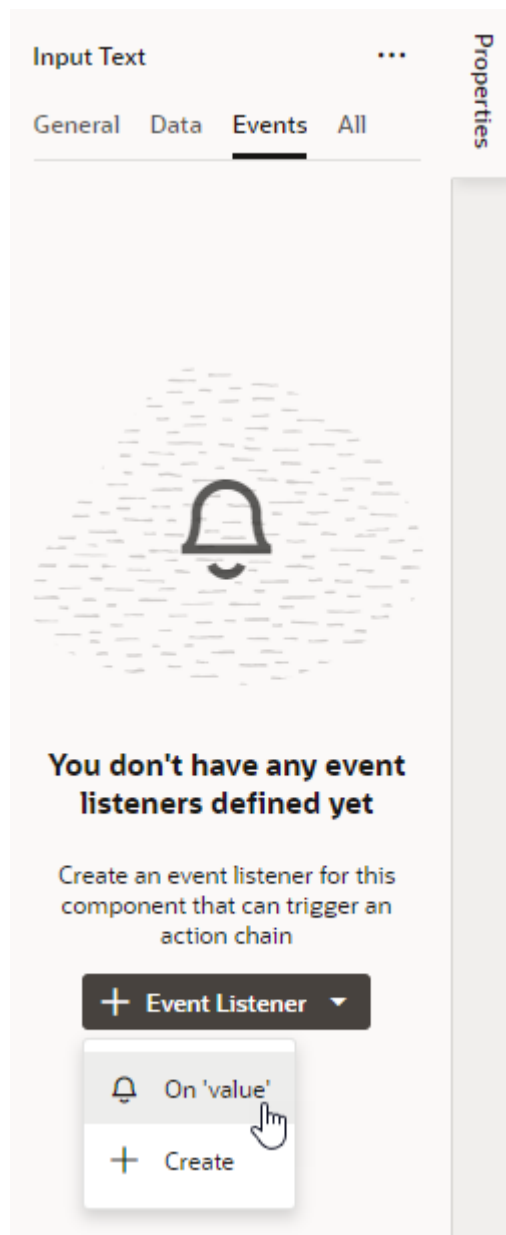 Input Text
Properties
General Data Events All
You don't have any event
listeners defined yet
Create an event listener for this
component that can trigger an
action chain
Event Listener
On 'value'
Create